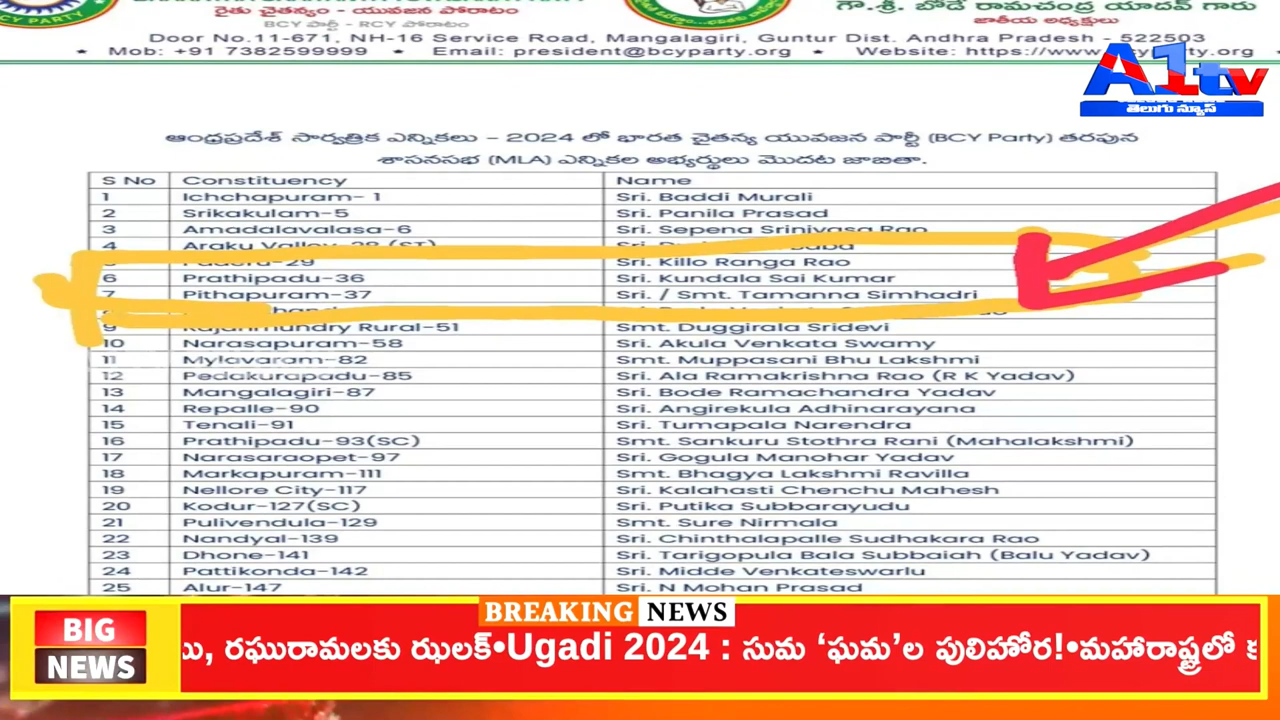 రైతు చైతన్యం - యువజన పోరాటం
BCY పార్టీ - RCY పోరాటం
గౌ.శ్రీ. బోడే రామచంద్ర యాదవ్ గారు
జాతీయ అధ్యక్షులు
Door No.11-671, NH-16 Service Road, Mangalagiri, Guntur Dist. Andhra Pradesh - 522503
Mob: +91 7382599999 ★ Email: president@bcyparty.org ★ Website: https://www.
A1tv
తెలుగు న్యూస్
ఆంధ్రప్రదేశ్ సార్వత్రిక ఎన్నికలు - 2024 లో భారత చైతన్య యువజన పార్టీ (BCY Party) తరపున
శాసనసభ (MLA) ఎన్నికల అభ్యర్థులు మొదట జాబితా.
S No Constituency Name
1 Ichchapuram- 1 Sri. Baddi Murali
2 Srikakulam-5 Sri. Panila Prasad
3 Amadalavalasa-6 Sri. Sepena Srinivasa Rao
4 Araku Valley-28 (ST)
Sri. Killo Ranga Rao
6 Prathipadu-36 Sri. Kundala Sai Kumar
7 Pithapuram-37 Sri. / Smt. Tamanna Simhadri
9 Rajahmundry Rural-51 Smt. Duggirala Sridevi
10 Narasapuram-58 Sri. Akula Venkata Swamy
11 Mylavaram-82 Smt. Muppasani Bhu Lakshmi
12 Pedakurapadu-85 Sri. Ala Ramakrishna Rao (R K Yadav)
13 Mangalagiri-87 Sri. Bode Ramachandra Yadav
14 Repalle-90 Sri. Angirekula Adhinarayana
15 Tenali-91 Sri. Tumapala Narendra
16 Prathipadu-93(SC) Smt. Sankuru Stothra Rani (Mahalakshmi)
17 Narasaraopet-97 Sri. Gogula Manohar Yadav
18 Markapuram-111 Smt. Bhagya Lakshmi Ravilla
19 Nellore City-117 Sri. Kalahasti Chenchu Mahesh
20 Kodur-127(SC) Sri. Putika Subbarayudu
21 Pulivendula-129 Smt. Sure Nirmala
22 Nandyal-139 Sri. Chinthalapalle Sudhakara Rao
23 Dhone-141 Sri. Tarigopula Bala Subbaiah (Balu Yadav)
24 Pattikonda-142 Sri. Midde Venkateswarlu
25 Alur-147 Sri. N Mohan Prasad
BREAKING NEWS
BIG NEWS
రఘురామలకు ఝలక్•Ugadi 2024 : సుమ ‘ఘమ’ల పులిహోర!•మహారాష్ట్రలో